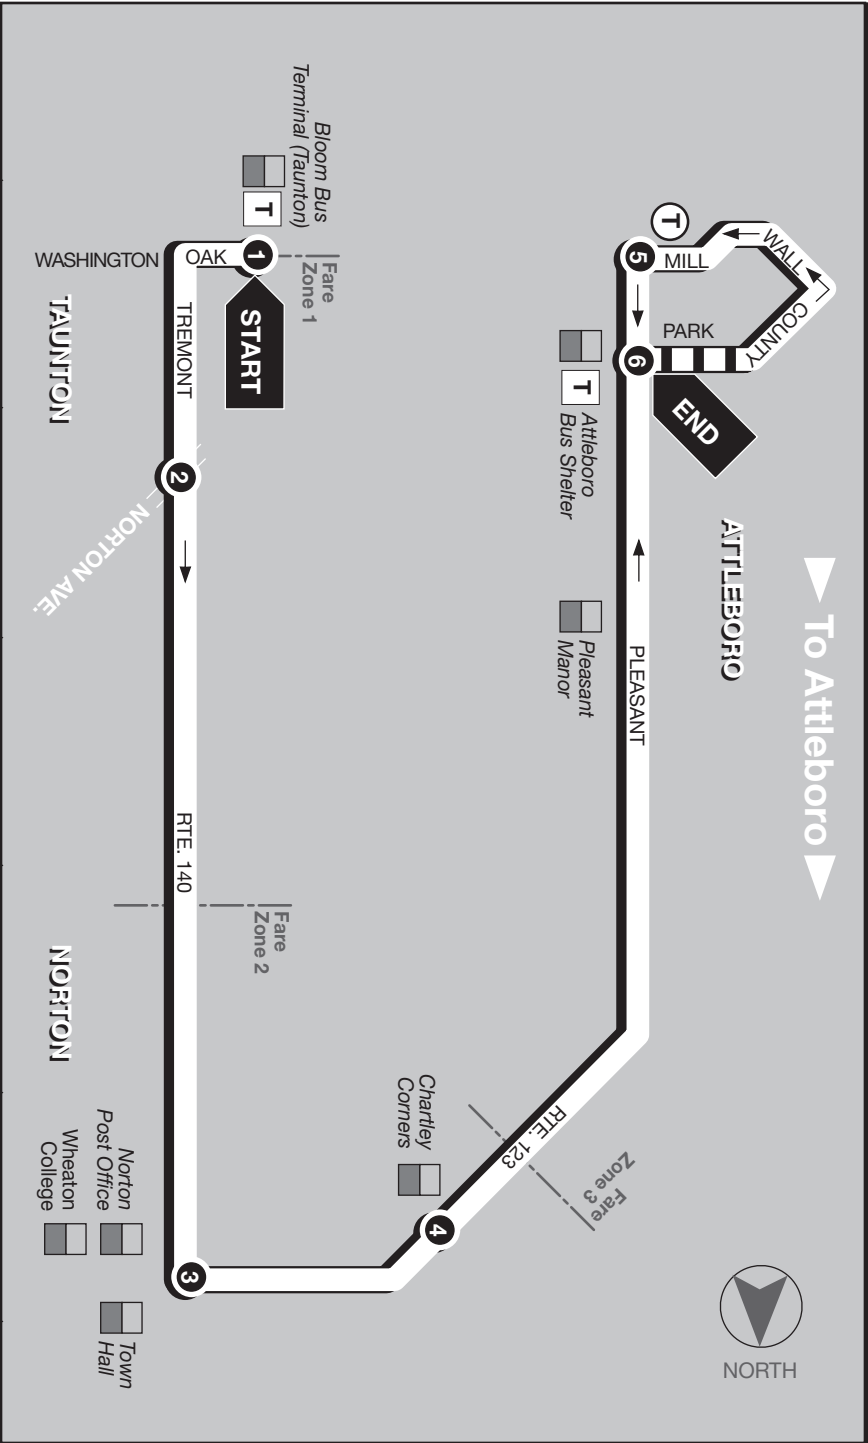 To Attleboro
ATTLEBORO
TAUNTON
NORTON
Bloom Bus
Terminal (Taunton)
T
1
START
Fare
Zone 1
WASHINGTON
OAK
TREMONT
2
NORTON AVE.
RTE. 140
Fare
Zone 2
Norton
Post Office
Wheaton
College
Town
Hall
3
4
Chartley
Corners
RTE. 123
Fare
Zone 3
PLEASANT
Pleasant
Manor
Attleboro
Bus Shelter
T
6
END
PARK
COUNTY
WALL
MILL
5
T
NORTH